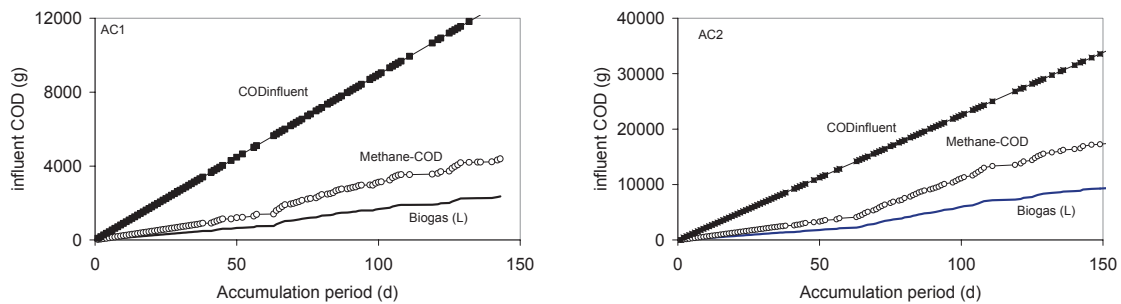 12000
8000
4000
0
influent COD (g)
AC1
CODinfluent
Methane-COD
Biogas (L)
0 50 100 150
Accumulation period (d)
40000
30000
20000
10000
0
influent COD (g)
AC2
CODinfluent
Methane-COD
Biogas (L)
0 50 100 150
Accumulation period (d)